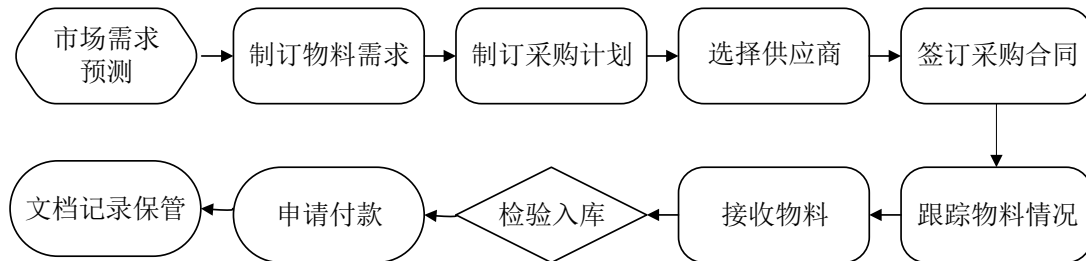 市场需求
预测
制订物料需求
制订采购计划
选择供应商
签订采购合同
跟踪物料情况
接收物料
检验入库
申请付款
文档记录保管